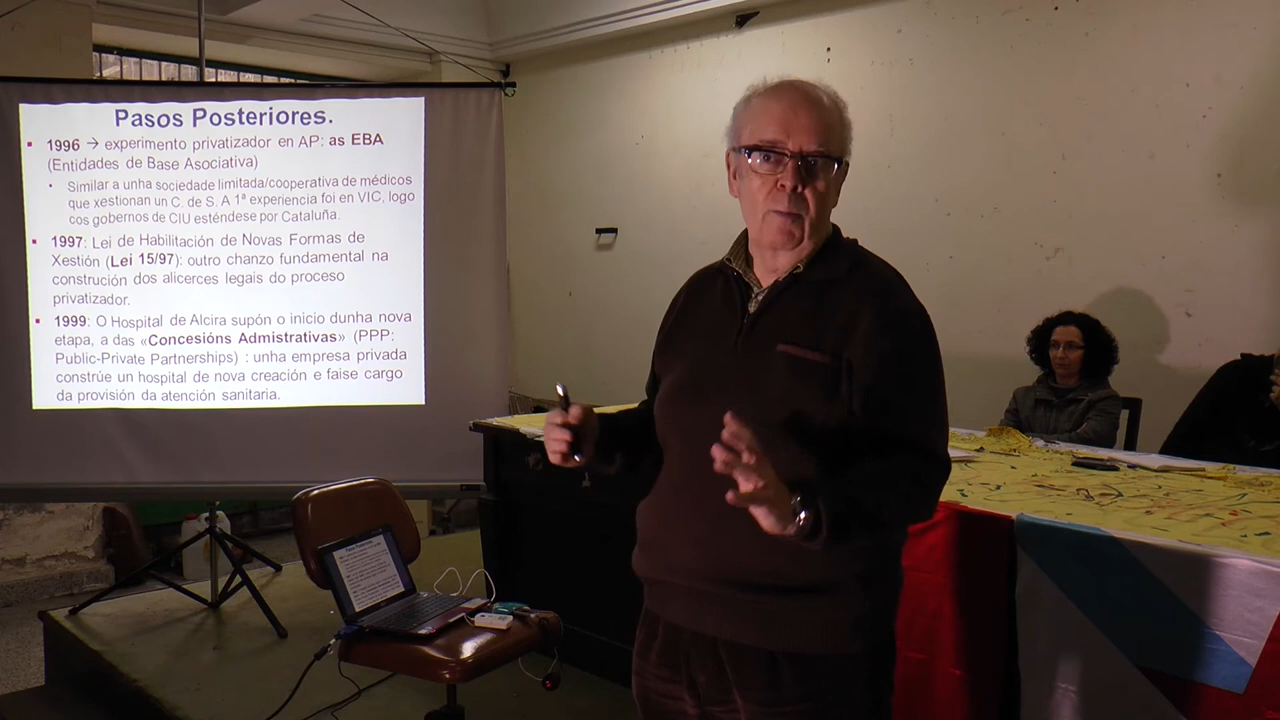 Pasos Posteriores.
1996 → experimento privatizador en AP: as EBA
(Entidades de Base Asociativa)
Similar a unha sociedade limitada/cooperativa de médicos
que xestionan un C. de S. A 1ª experiencia foi en VIC, logo
cos gobernos de CIU esténdese por Cataluña.
1997: Lei de Habilitación de Novas Formas de
Xestión (Lei 15/97): outro chanzo fundamental na
construción dos alicerces legais do proceso
privatizador.
1999: O Hospital de Alcira supón o inicio dunha nova
etapa, a das «Concesións Admistrativas» (PPP:
Public-Private Partnerships) : unha empresa privada
constrúe un hospital de nova creación e faise cargo
da provisión da atención sanitaria.
Pasos Posteriores.